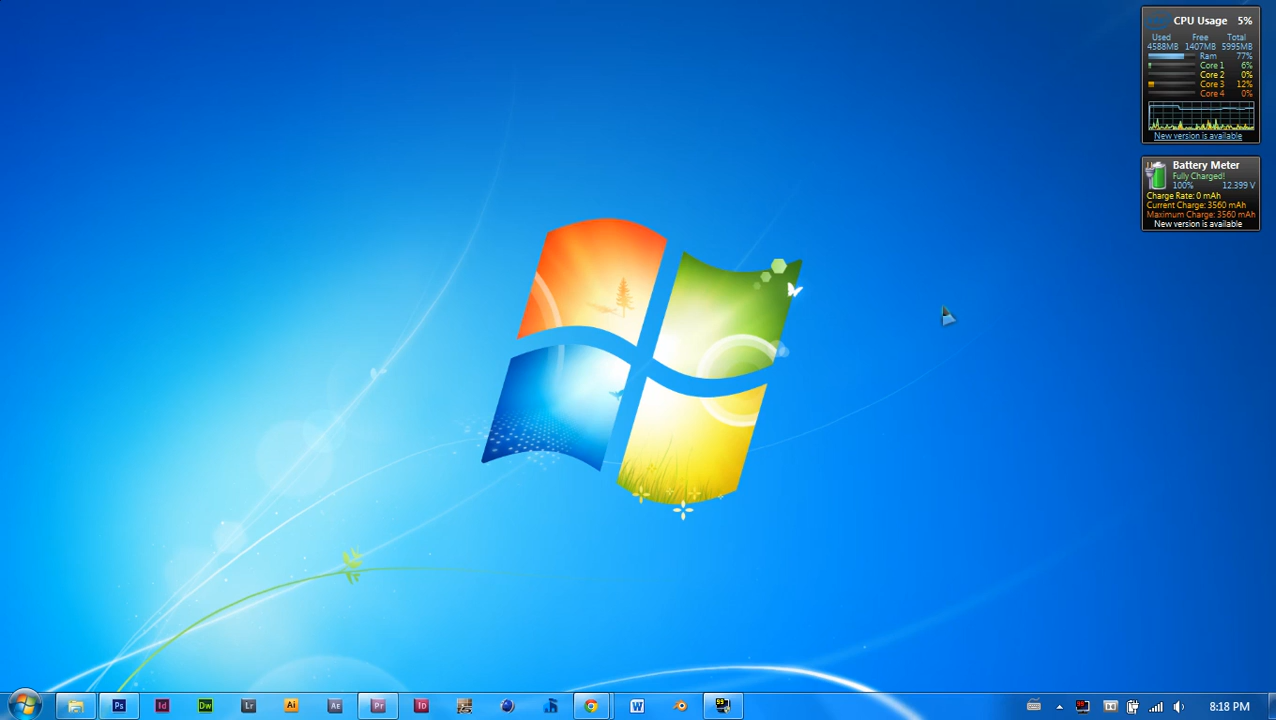 CPU Usage 5%
Used Free Total
4588MB 1407MB 5995MB
Ram 77%
Core 1 6%
Core 2 0%
Core 3 12%
Core 4 0%
New version is available
Battery Meter
Fully Charged!
100% 12.399 V
Charge Rate: 0 mAh
Current Charge: 3560 mAh
Maximum Charge: 3560 mAh
New version is available
Ps Id Dw Lr Ai AE Pr ID W 99 8:18 PM